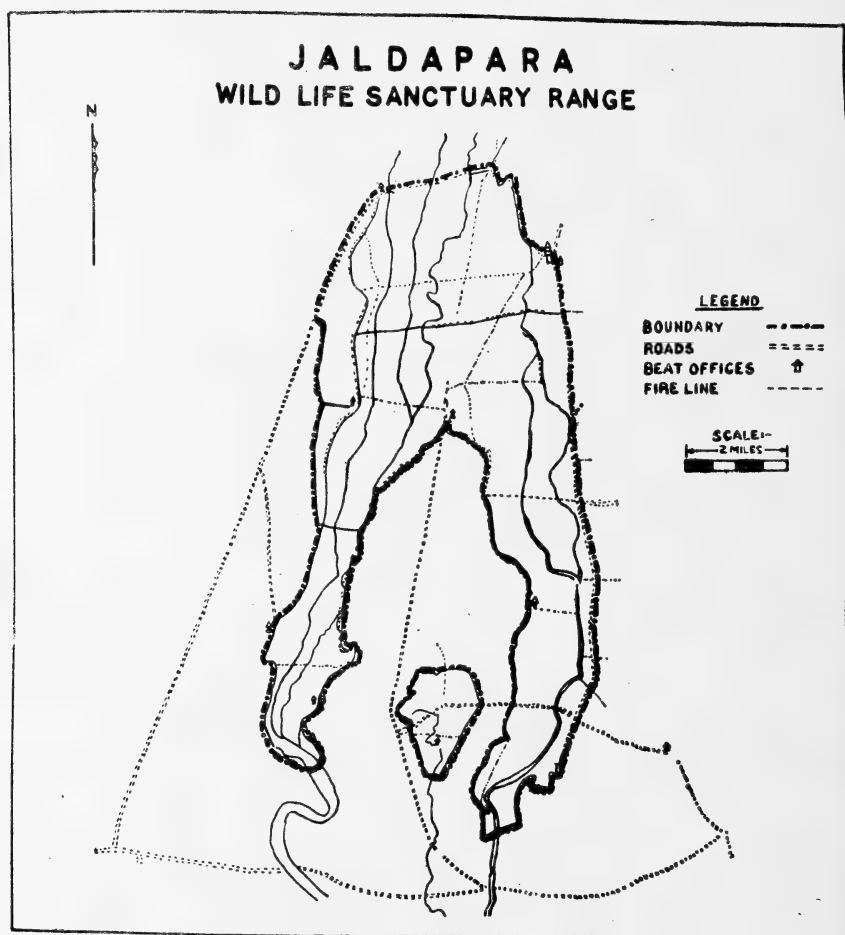 JALDAPARA
WILD LIFE SANCTUARY RANGE
N
LEGEND
BOUNDARY
ROADS
BEAT OFFICES
FIRE LINE
SCALE:-
2 MILES